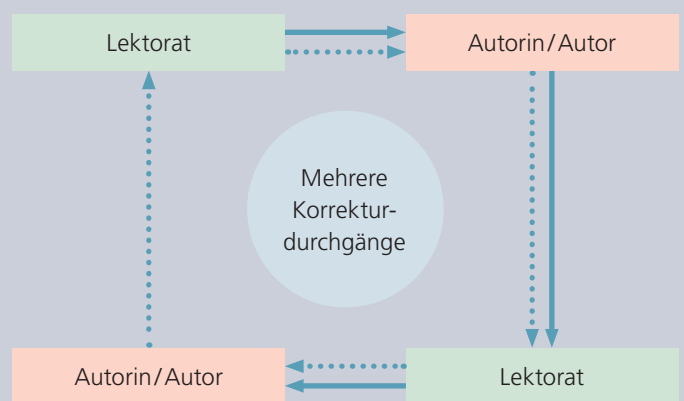 Lektorat
Autorin/Autor
Mehrere
Korrektur-
durchgänge
Autorin/Autor
Lektorat